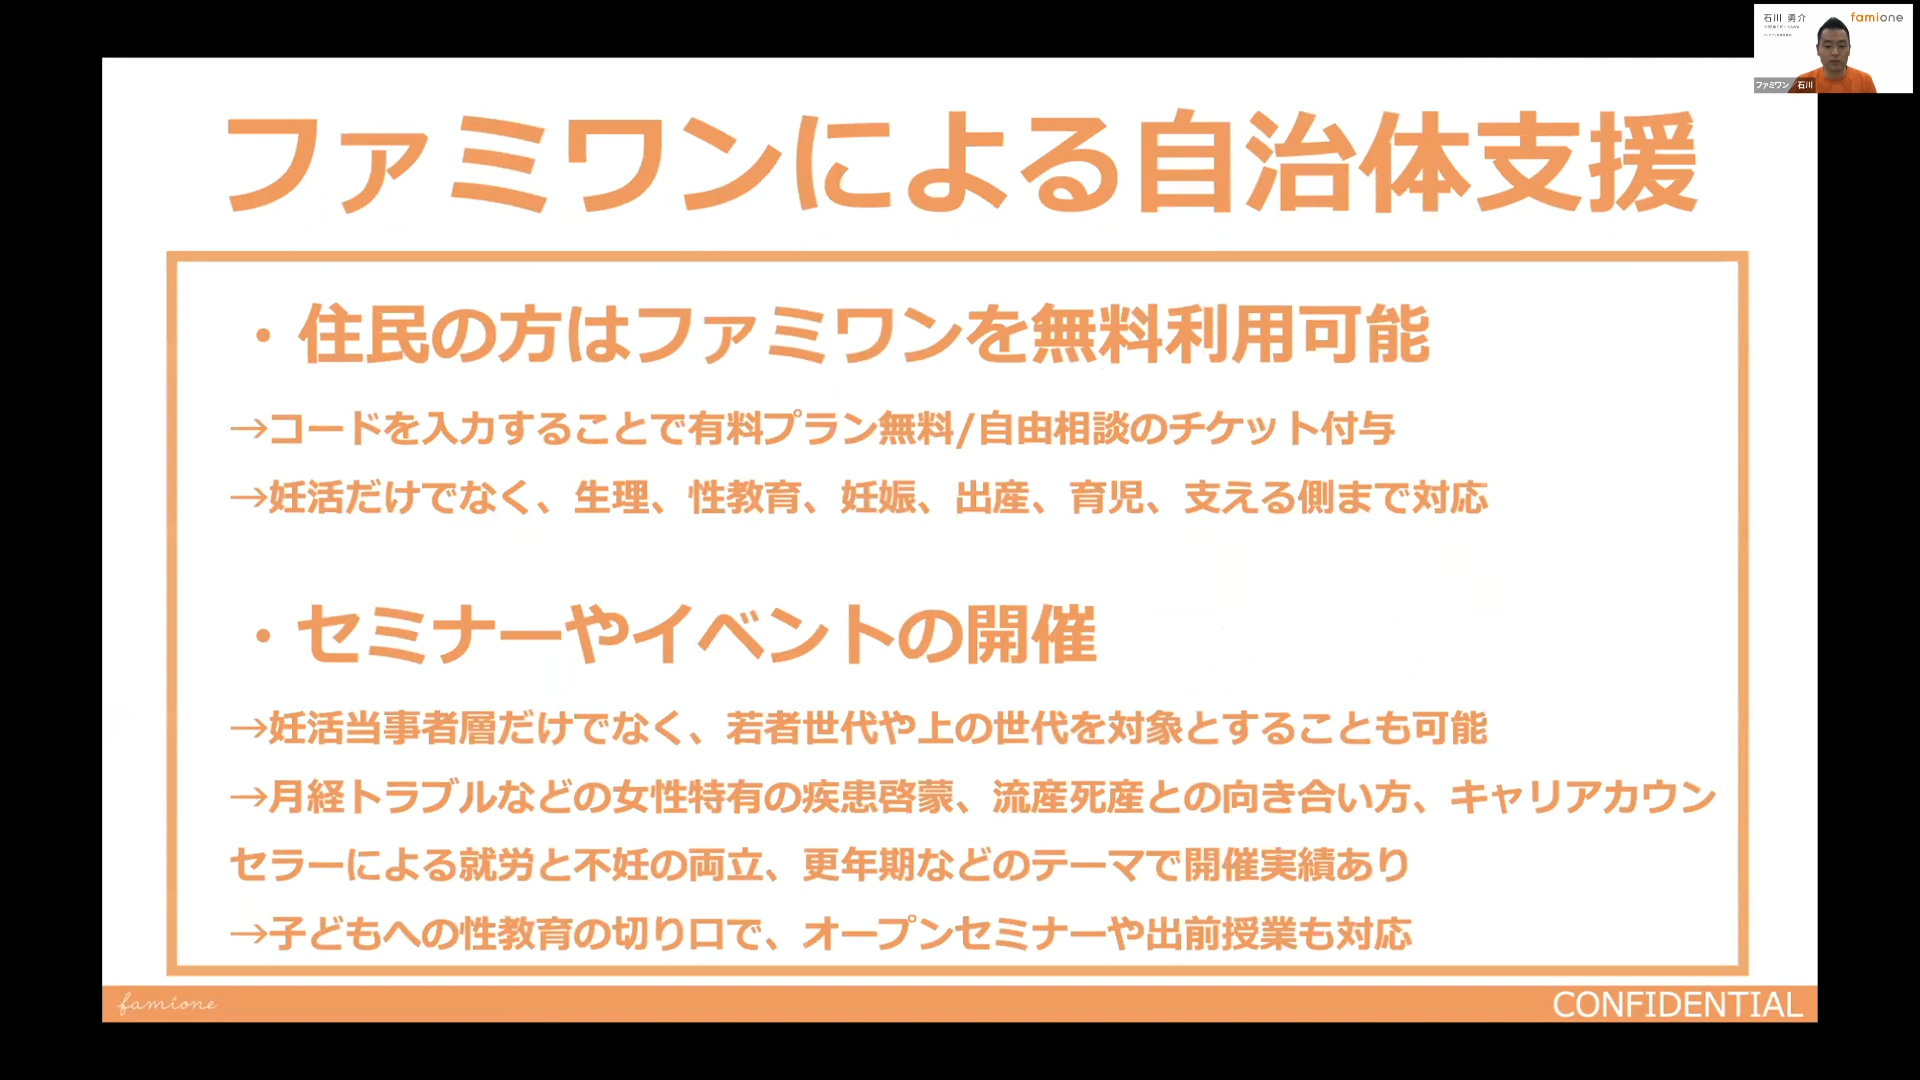 ファミワンによる自治体支援
・住民の方はファミワンを無料利用可能
→コードを入力することで有料プラン無料/自由相談のチケット付与
→妊活だけでなく、生理、性教育、妊娠、出産、育児、支える側まで対応
・セミナーやイベントの開催
→妊活当事者層だけでなく、若者世代や上の世代を対象とすることも可能
→月経トラブルなどの女性特有の疾患啓蒙、流産死産との向き合い方、キャリアカウン
セラーによる就労と不妊の両立、更年期などのテーマで開催実績あり
→子どもへの性教育の切り口で、オープンセミナーや出前授業も対応
famione
CONFIDENTIAL
石川 勇介
famione
ファミワン 石川